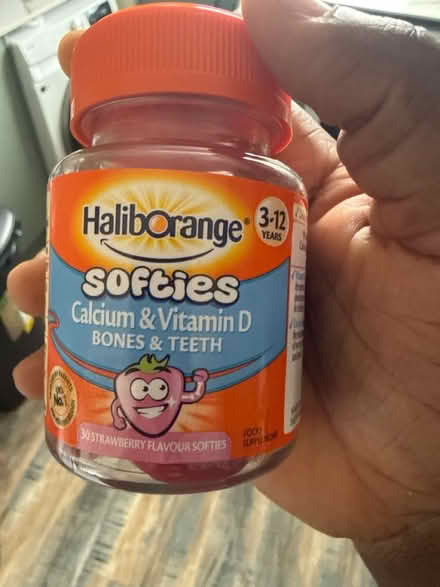 Haliborange®
3-12
YEARS
softies
Calcium & Vitamin D
BONES & TEETH
30 STRAWBERRY FLAVOUR SOFTIES
FOOD
SUPPLEMENT